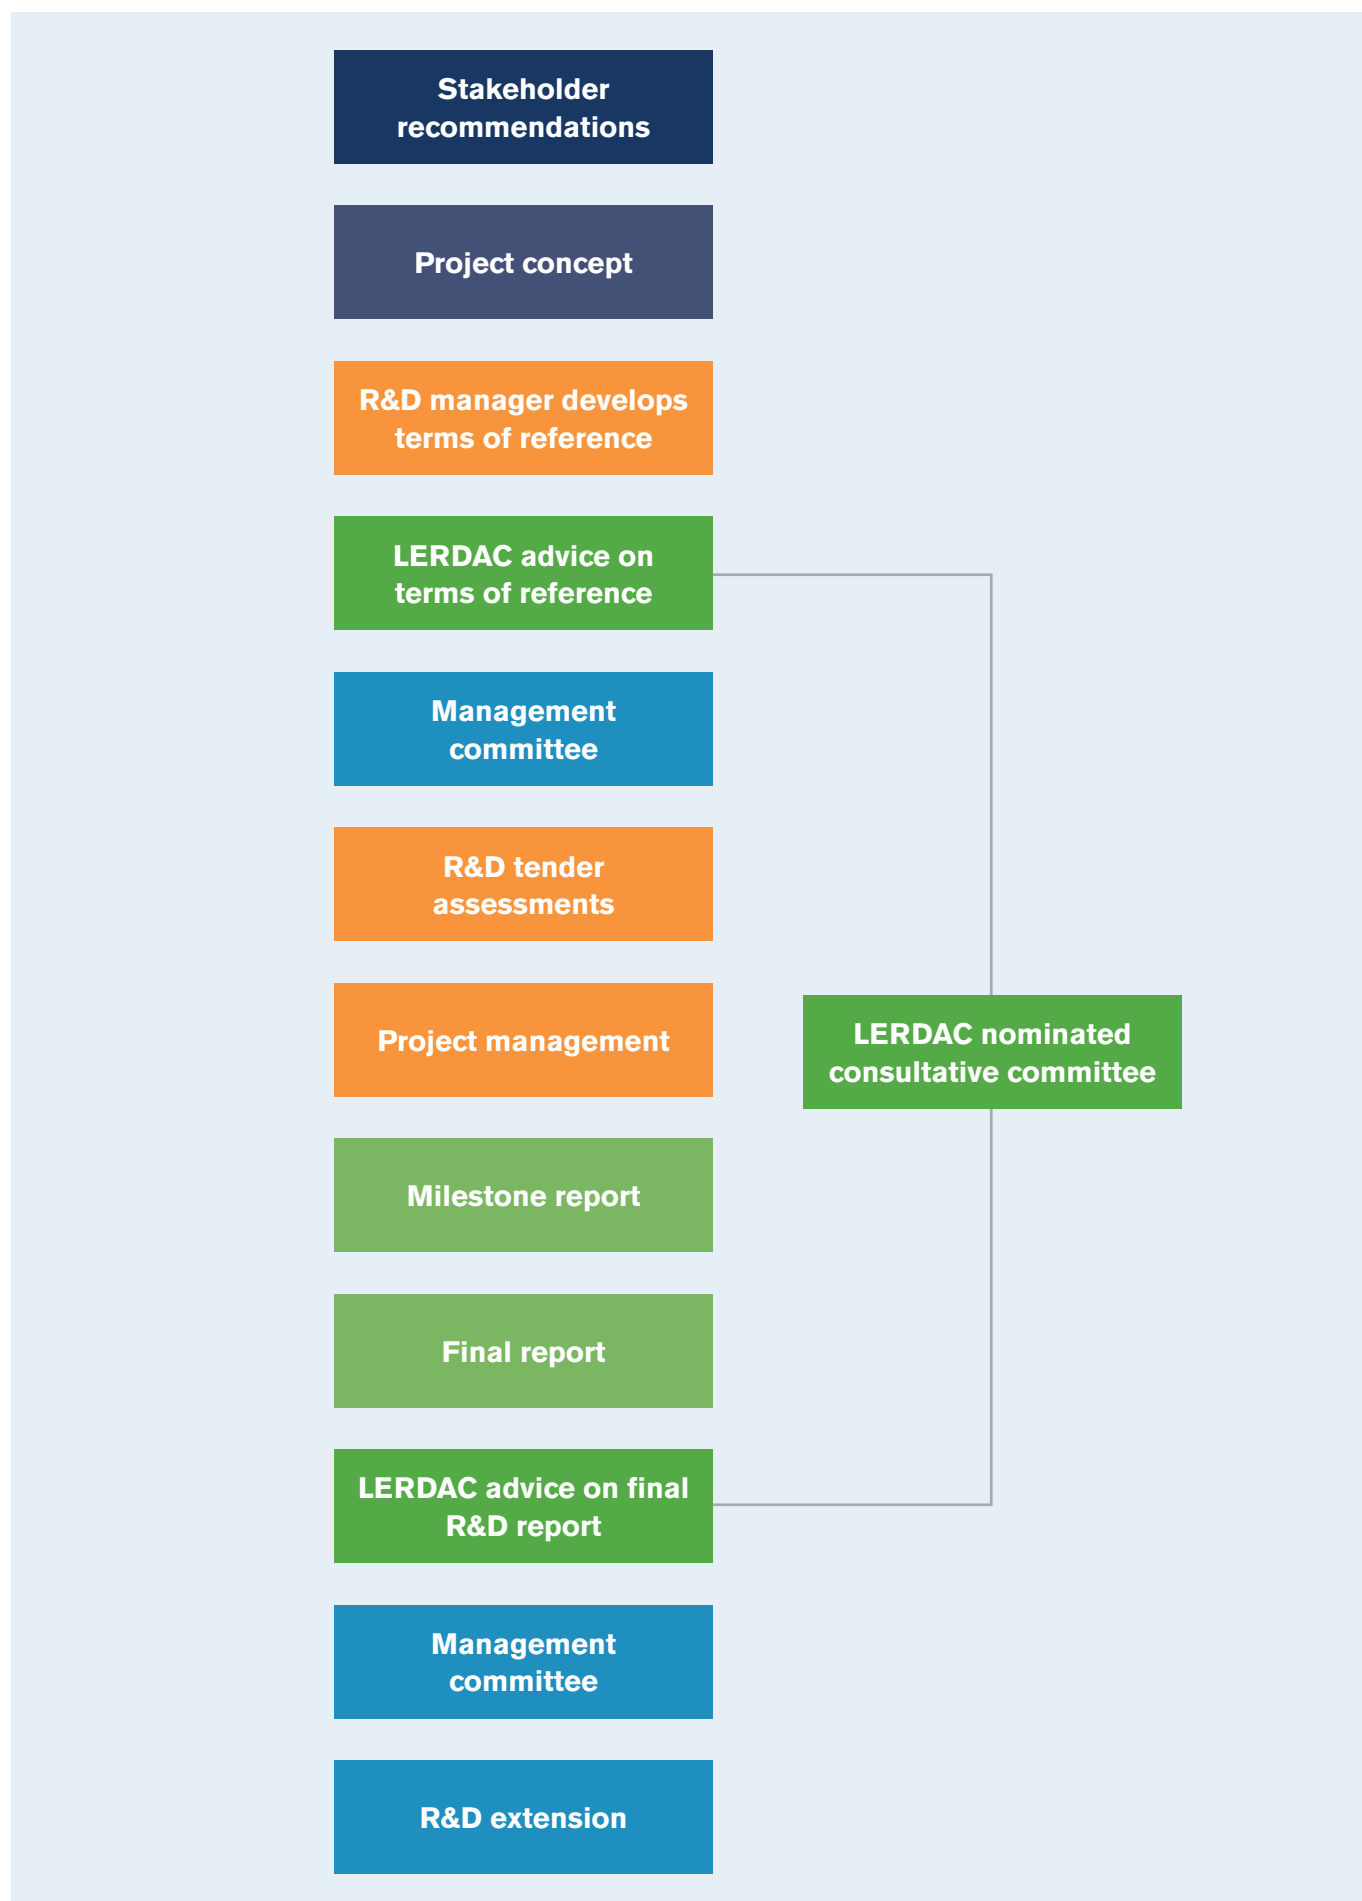 Stakeholder
recommendations
Project concept
R&D manager develops
terms of reference
LERDAC advice on
terms of reference
Management
committee
R&D tender
assessments
Project management
LERDAC nominated
consultative committee
Milestone report
Final report
LERDAC advice on final
R&D report
Management
committee
R&D extension